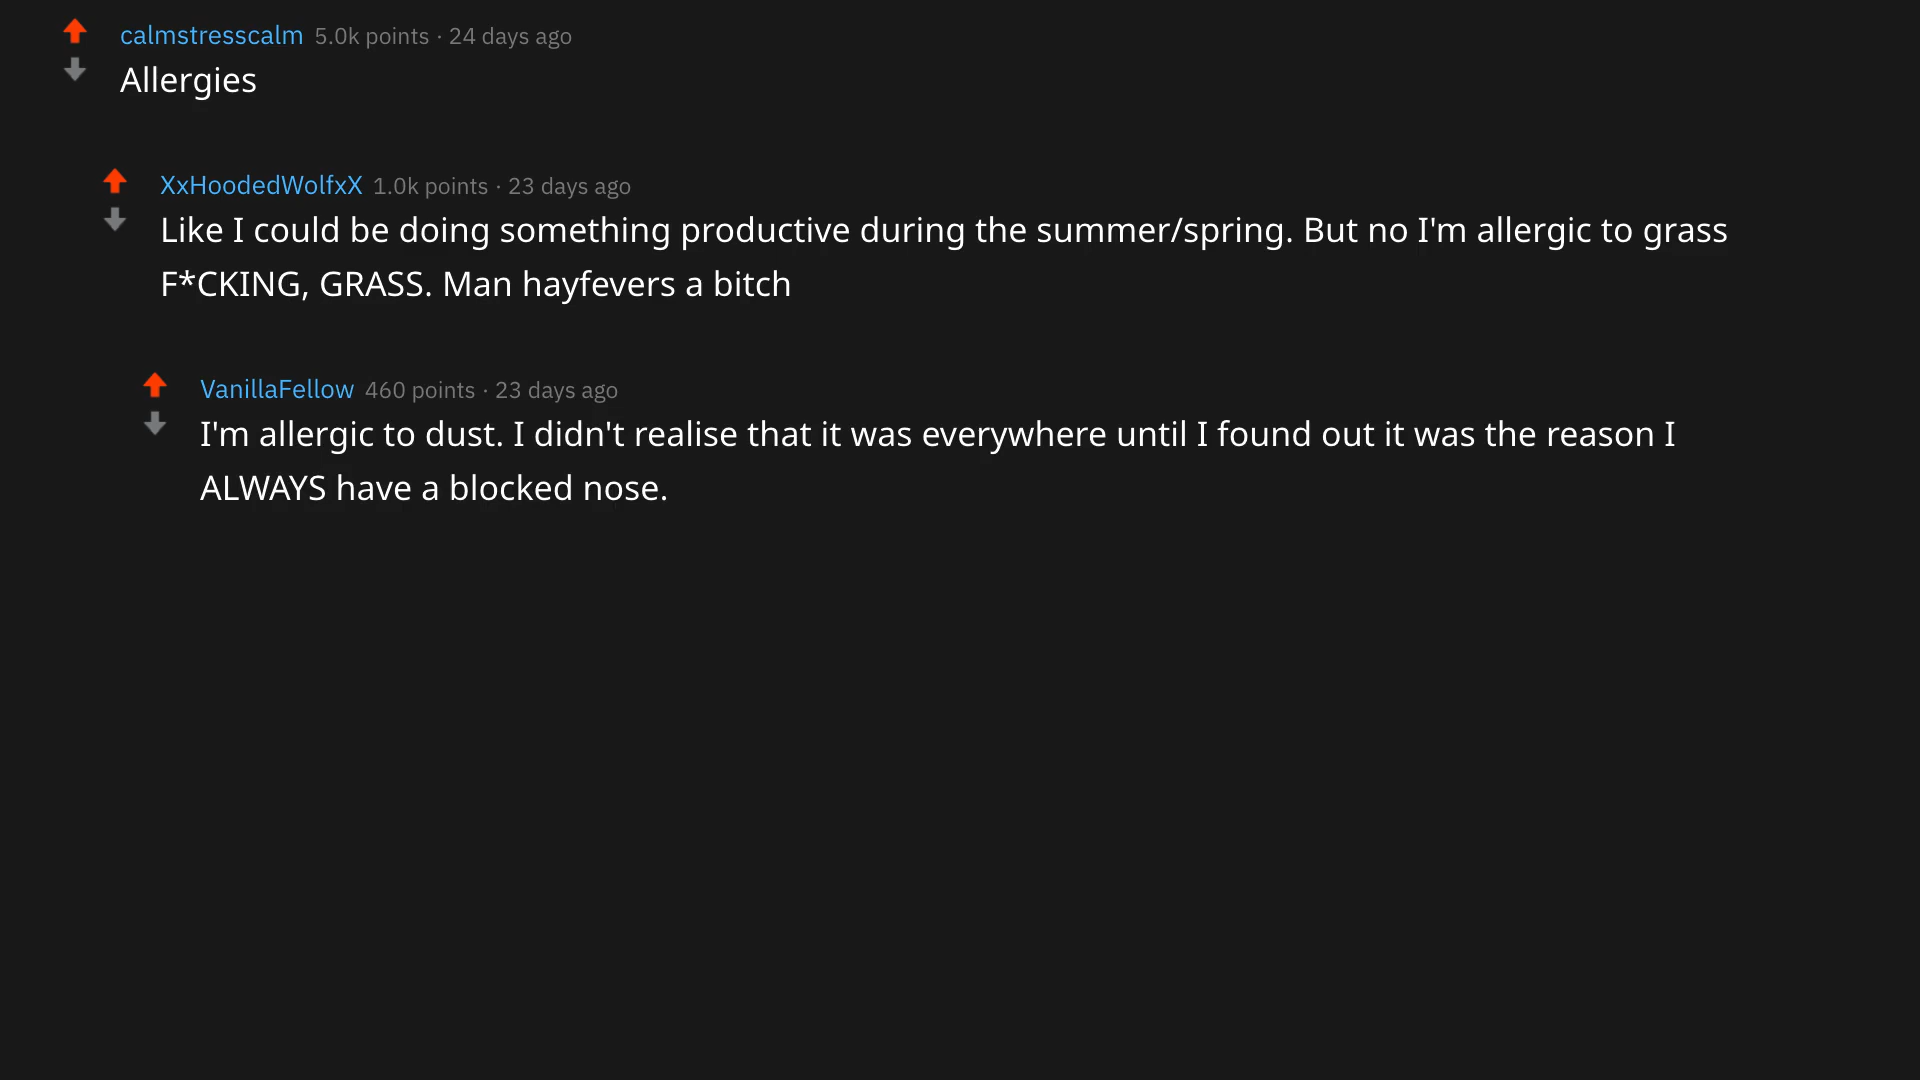 calmstresscalm 5.0k points · 24 days ago
Allergies
XxHoodedWolfxX 1.0k points · 23 days ago
Like I could be doing something productive during the summer/spring. But no I'm allergic to grass
F*CKING, GRASS. Man hayfevers a bitch
VanillaFellow 460 points · 23 days ago
I'm allergic to dust. I didn't realise that it was everywhere until I found out it was the reason I
ALWAYS have a blocked nose.